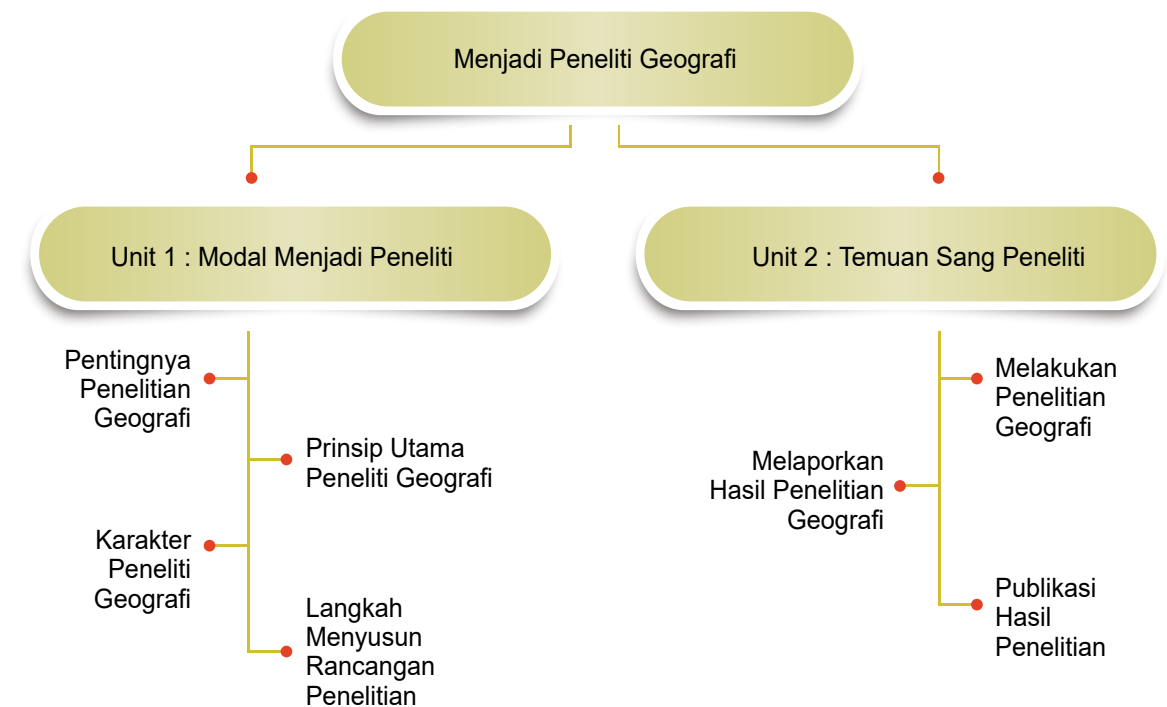 Menjadi Peneliti Geografi
Unit 1 : Modal Menjadi Peneliti
Pentingnya
Penelitian
Geografi
Prinsip Utama
Peneliti Geografi
Karakter
Peneliti
Geografi
Langkah
Menyusun
Rancangan
Penelitian
Unit 2 : Temuan Sang Peneliti
Melakukan
Penelitian
Geografi
Melaporkan
Hasil Penelitian
Geografi
Publikasi
Hasil
Penelitian